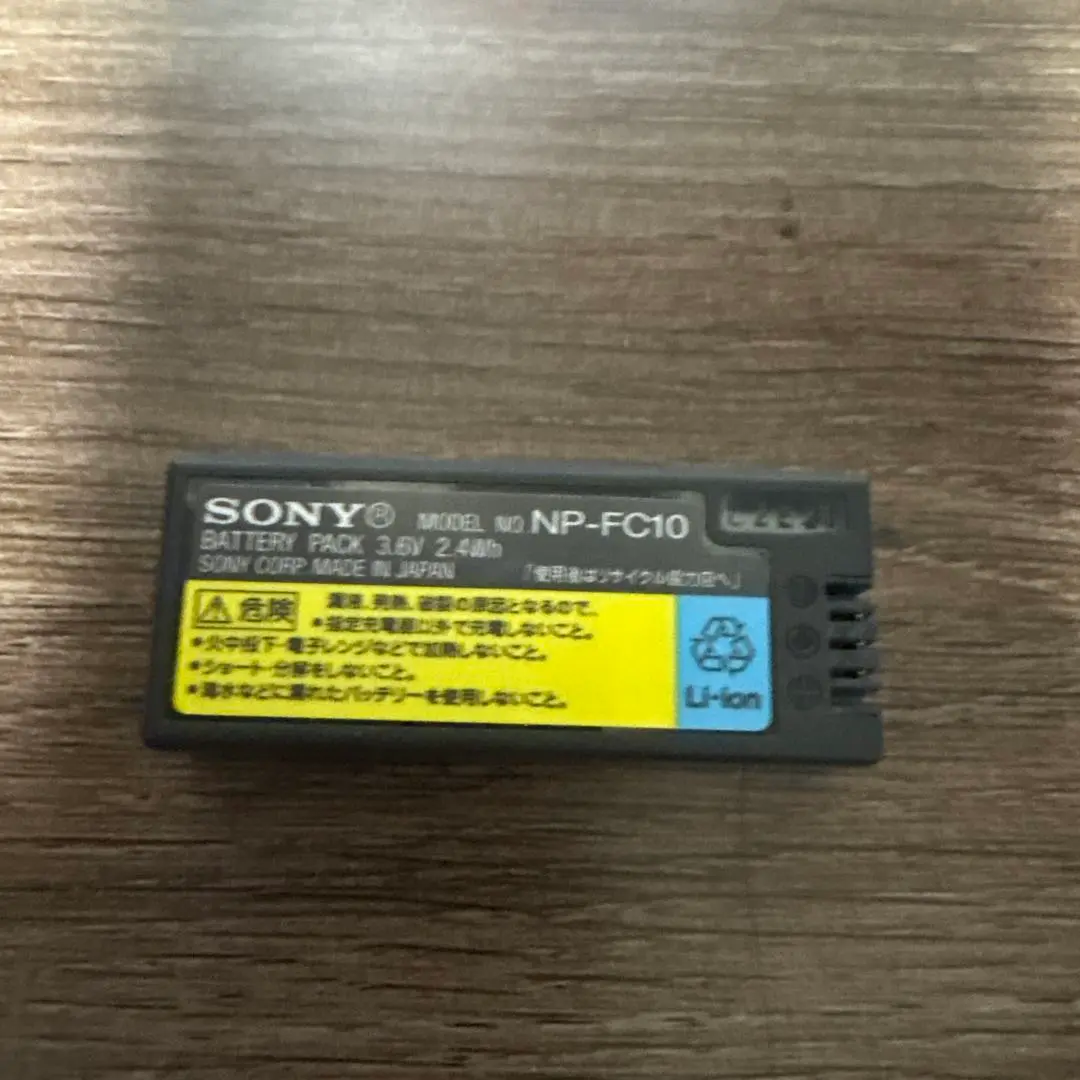 SONY® MODEL NO. NP-FC10
BATTERY PACK 3.6V 2.4Wh
SONY CORP. MADE IN JAPAN 「使用後はリサイクル協力店へ」
⚠危険 漏液、発熱、破裂の原因となるので、
•指定充電器以外で充電しないこと。
•火中投下・電子レンジなどで加熱しないこと。
•ショート・分解をしないこと。
•海水などに濡れたバッテリーを使用しないこと。
Li-ion